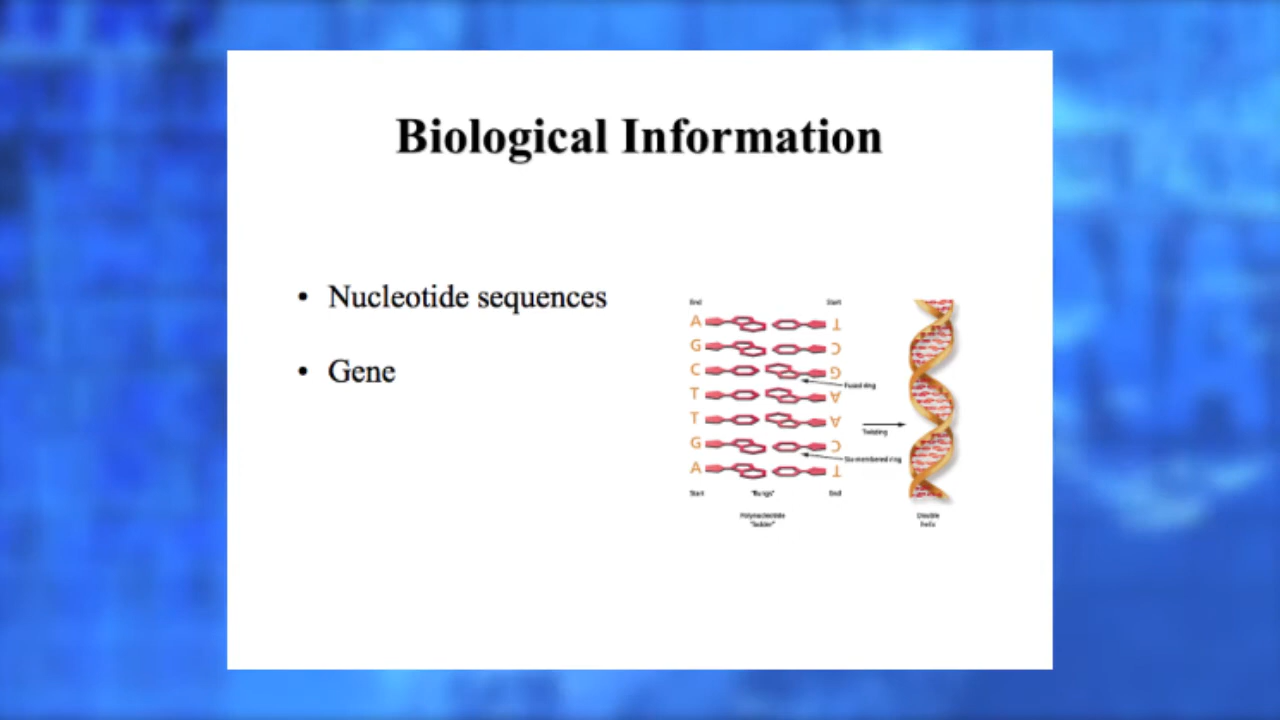 Biological Information
• Nucleotide sequences
• Gene
End Start
A T
G C
C G
Fused ring
T A
T A
Twisting
G C
Six-membered ring
A T
Start "Rungs" End
Polynucleotide "ladder"
Double helix